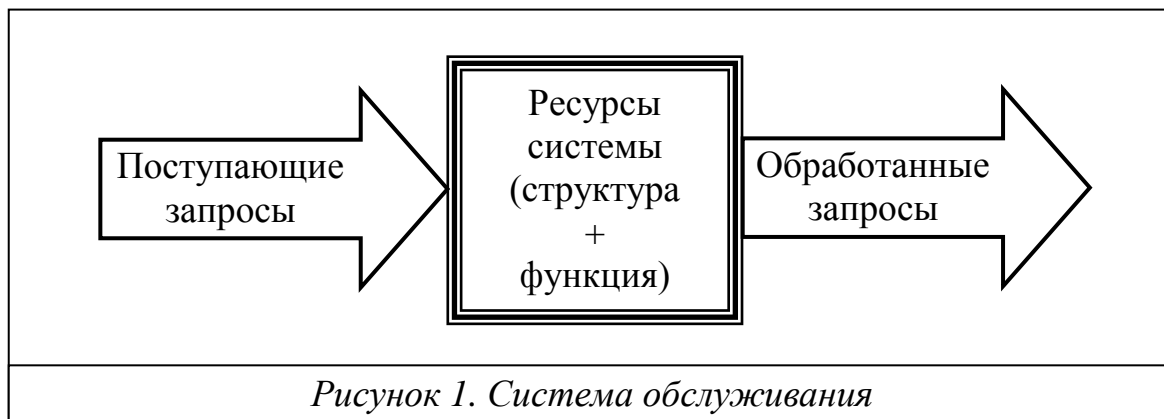 Поступающие
запросы
Ресурсы
системы
(структура
+
функция)
Обработанные
запросы
Рисунок 1. Система обслуживания